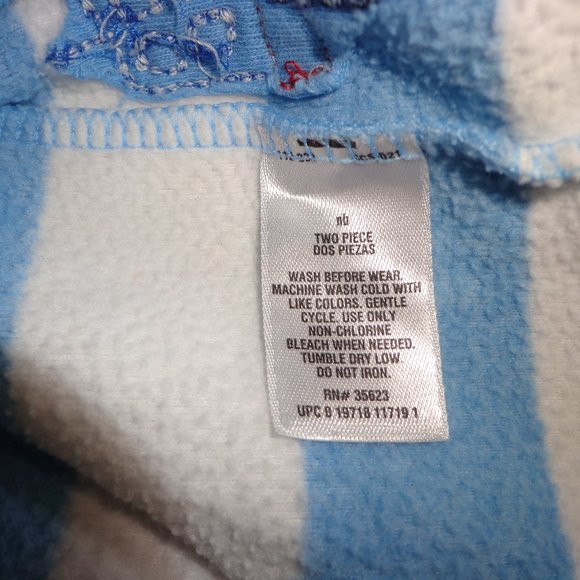 nb
TWO PIECE
DOS PIEZAS
WASH BEFORE WEAR.
MACHINE WASH COLD WITH
LIKE COLORS. GENTLE
CYCLE. USE ONLY
NON-CHLORINE
BLEACH WHEN NEEDED.
TUMBLE DRY LOW
DO NOT IRON.
RN# 35623
UPC 0 19718 11719 1